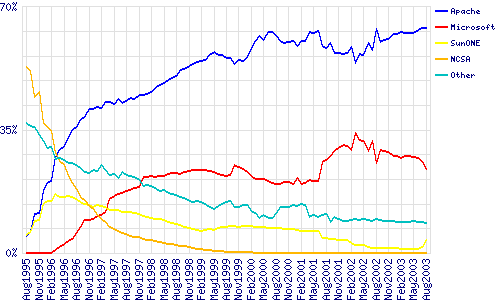 70%
35%
0%
Apache
Microsoft
SunONE
NCSA
Other
Aug1995
Nov1995
Feb1996
May1996
Aug1996
Nov1996
Feb1997
May1997
Aug1997
Nov1997
Feb1998
May1998
Aug1998
Nov1998
Feb1999
May1999
Aug1999
Nov1999
Feb2000
May2000
Aug2000
Nov2000
Feb2001
May2001
Aug2001
Nov2001
Feb2002
May2002
Aug2002
Nov2002
Feb2003
May2003
Aug2003